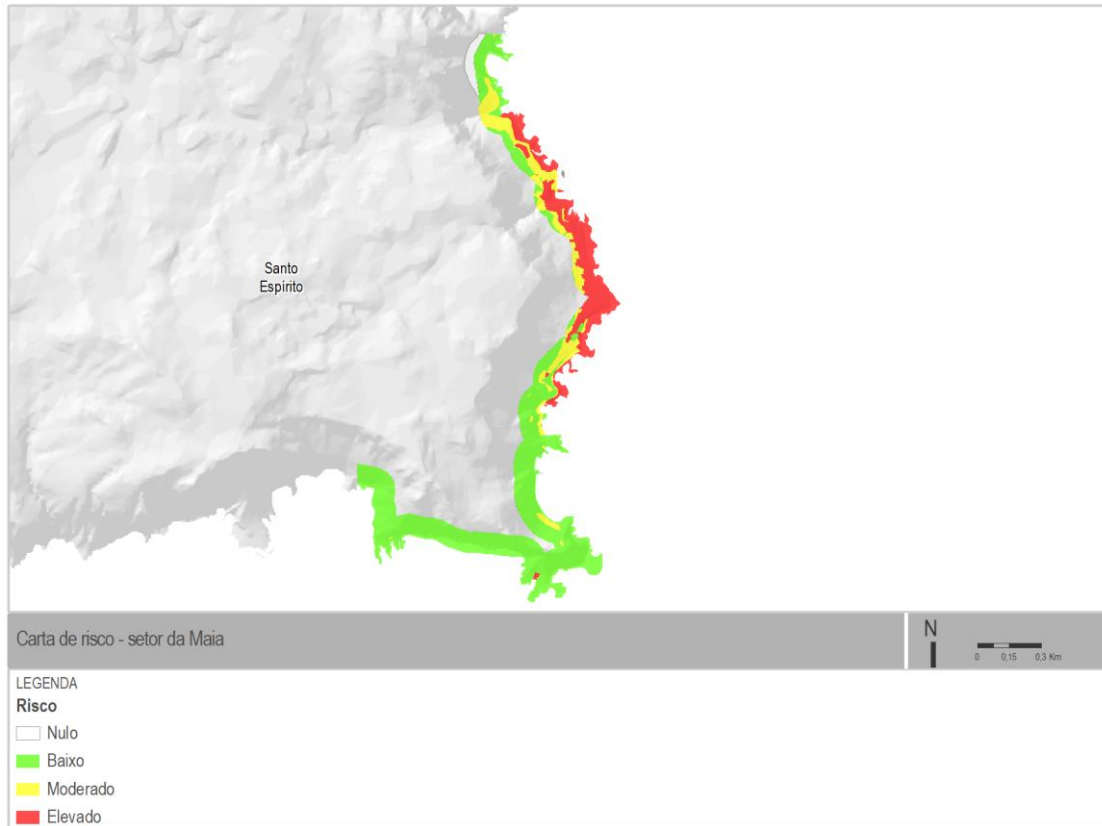 Santo
Espírito
Carta de risco - setor da Maia
N
0 0,15 0,3 Km
LEGENDA
Risco
Nulo
Baixo
Moderado
Elevado